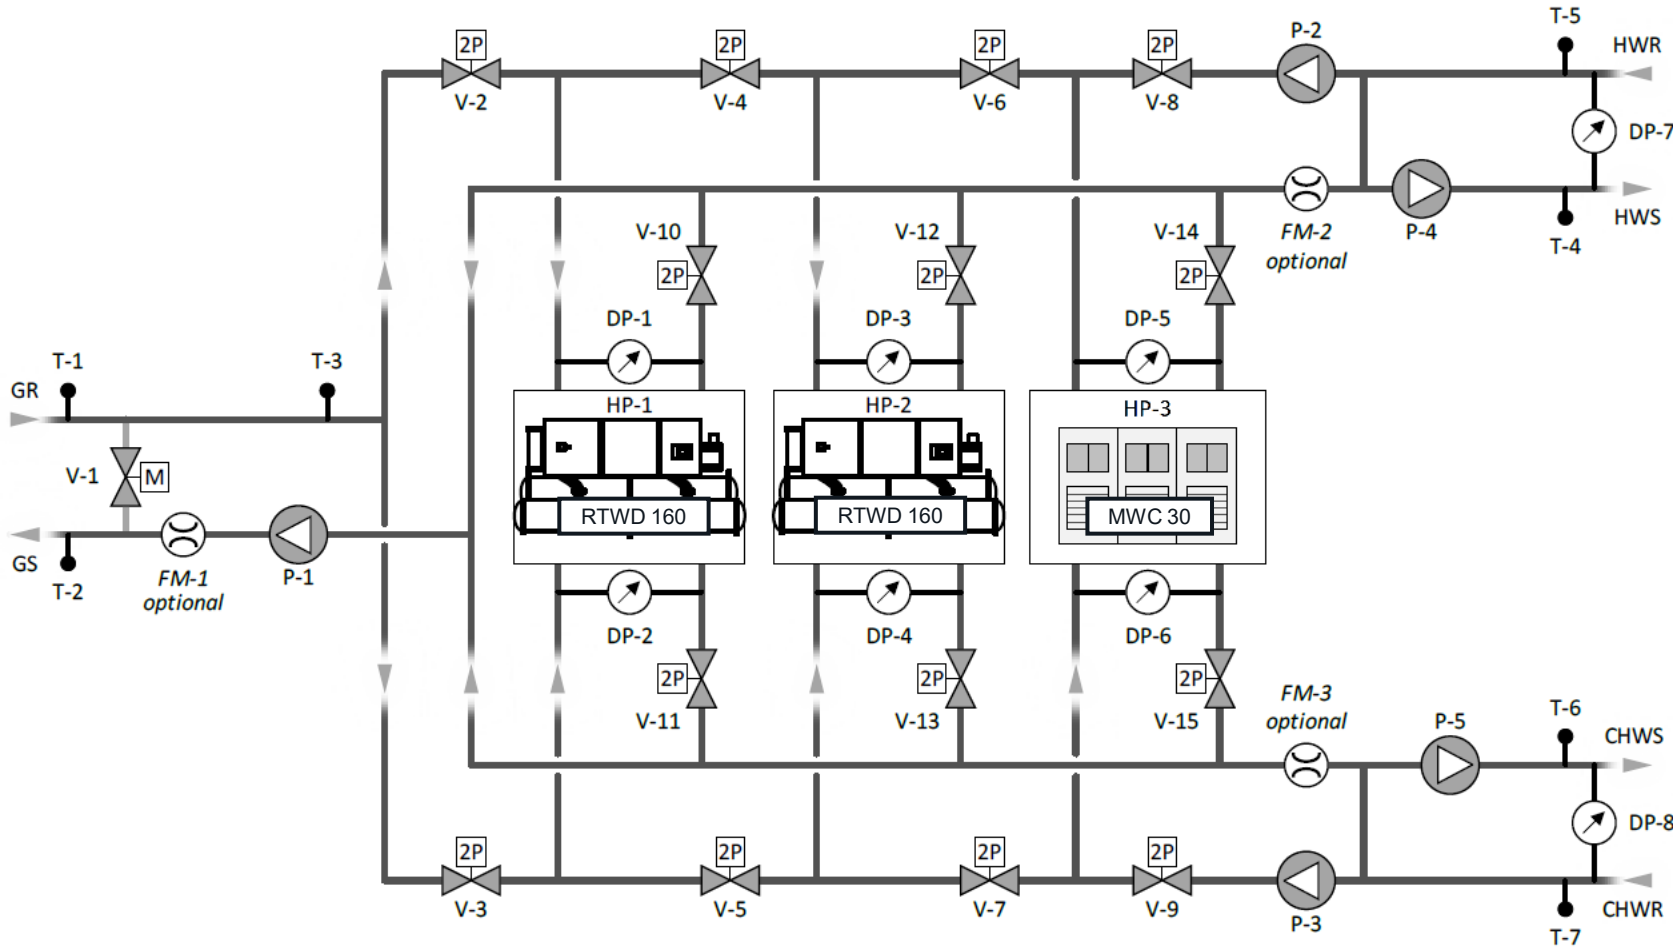 T-5
P-2
HWR
2P
2P
2P
2P
V-2
V-4
V-6
V-8
DP-7
V-10
V-12
V-14
FM-2
optional
P-4
HWS
T-4
2P
2P
2P
DP-1
DP-3
DP-5
T-1
T-3
GR
HP-1
HP-2
HP-3
V-1
M
RTWD 160
RTWD 160
MWC 30
GS
T-2
FM-1
optional
P-1
DP-2
DP-4
DP-6
2P
2P
2P
V-11
V-13
V-15
FM-3
optional
P-5
T-6
CHWS
DP-8
2P
2P
2P
2P
V-3
V-5
V-7
V-9
P-3
T-7
CHWR